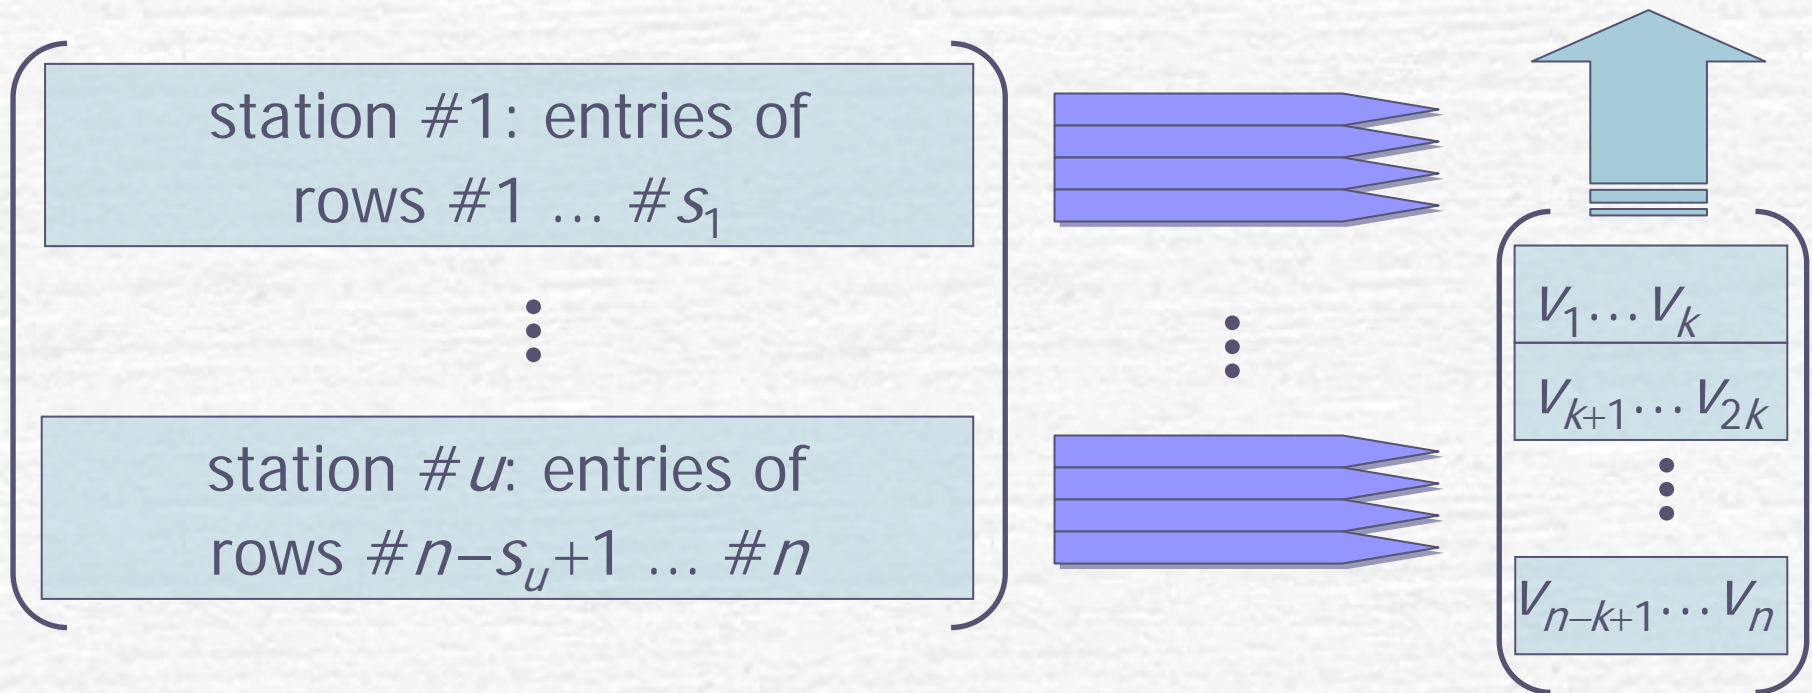 station #1: entries of
rows #1 … #s₁
station #u: entries of
rows #n–sᵤ+1 … #n
V₁…Vₖ
Vₖ₊₁…V₂ₖ
Vₙ₋ₖ₊₁…Vₙ